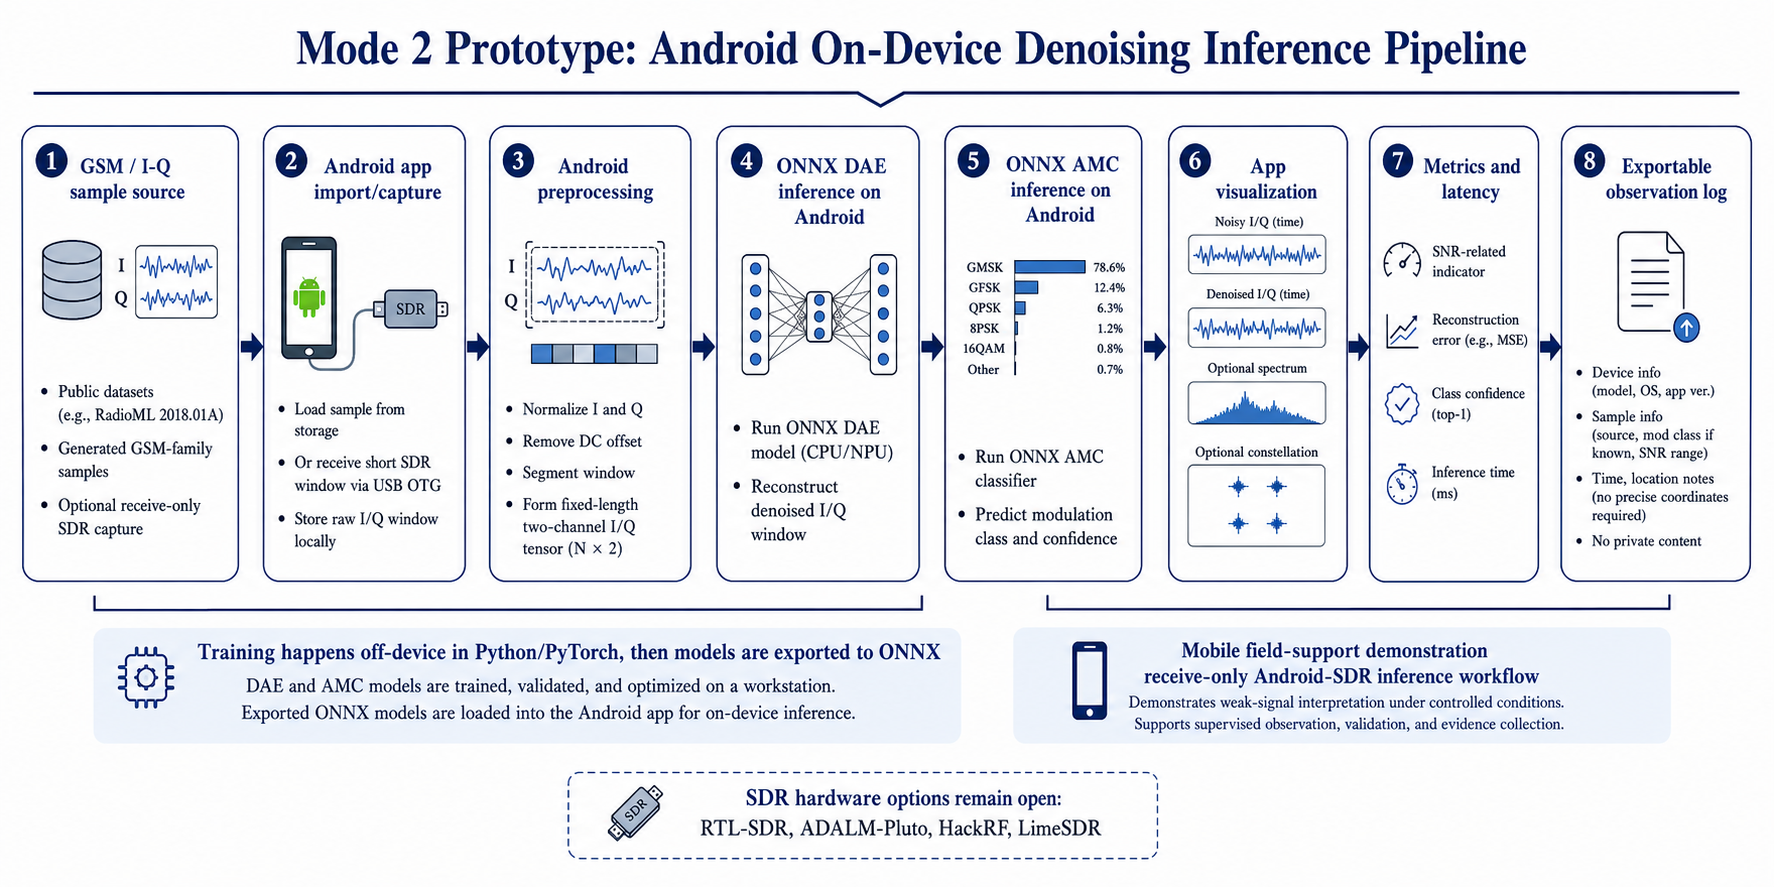 Mode 2 Prototype: Android On-Device Denoising Inference Pipeline
1
GSM / I-Q
sample source
I
Q
• Public datasets
(e.g., RadioML 2018.01A)
• Generated GSM-family
samples
• Optional receive-only
SDR capture
2
Android app
import/capture
SDR
• Load sample from
storage
• Or receive short SDR
window via USB OTG
• Store raw I/Q window
locally
3
Android
preprocessing
I
Q
• Normalize I and Q
• Remove DC offset
• Segment window
• Form fixed-length
two-channel I/Q
tensor (N × 2)
4
ONNX DAE
inference on
Android
• Run ONNX DAE
model (CPU/NPU)
• Reconstruct
denoised I/Q
window
5
ONNX AMC
inference on
Android
GMSK 78.6%
GFSK 12.4%
QPSK 6.3%
8PSK 1.2%
16QAM 0.8%
Other 0.7%
• Run ONNX AMC
classifier
• Predict modulation
class and confidence
6
App
visualization
Noisy I/Q (time)
Denoised I/Q (time)
Optional spectrum
Optional constellation
7
Metrics and
latency
SNR-related
indicator
Reconstruction
error (e.g., MSE)
Class confidence
(top-1)
Inference time
(ms)
8
Exportable
observation log
• Device info
(model, OS, app ver.)
• Sample info
(source, mod class if
known, SNR range)
• Time, location notes
(no precise coordinates
required)
• No private content
Training happens off-device in Python/PyTorch, then models are exported to ONNX
DAE and AMC models are trained, validated, and optimized on a workstation.
Exported ONNX models are loaded into the Android app for on-device inference.
Mobile field-support demonstration
receive-only Android-SDR inference workflow
Demonstrates weak-signal interpretation under controlled conditions.
Supports supervised observation, validation, and evidence collection.
SDR
SDR hardware options remain open:
RTL-SDR, ADALM-Pluto, HackRF, LimeSDR